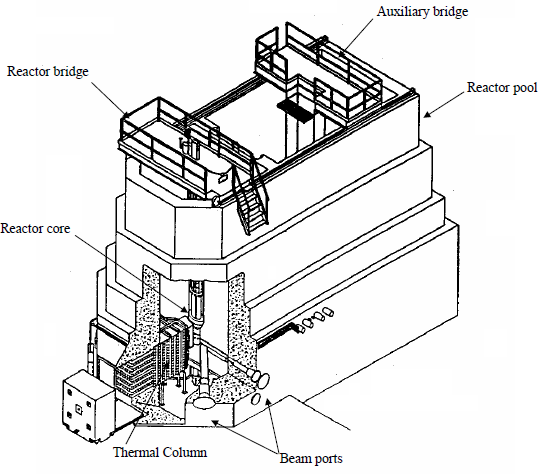 Auxiliary bridge
Reactor bridge
Reactor pool
Reactor core
Thermal Column
Beam ports